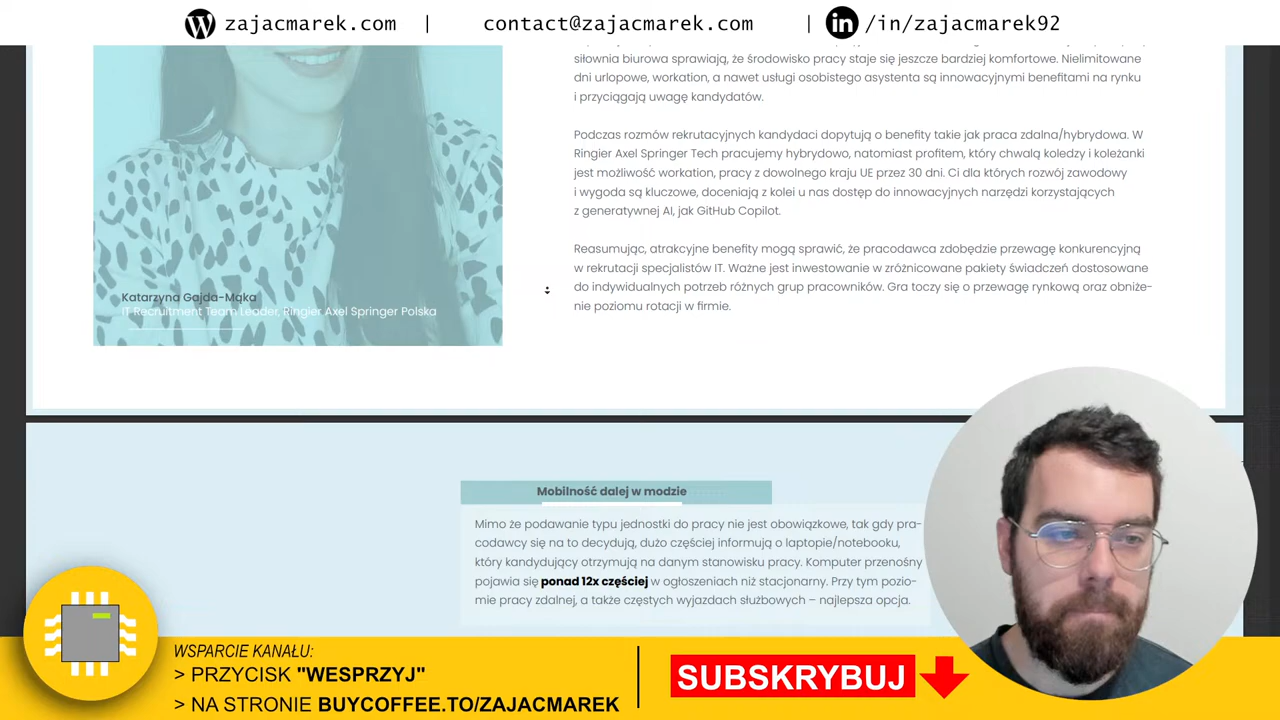 zajacmarek.com | contact@zajacmarek.com | /in/zajacmarek92
siłownia biurowa sprawiają, że środowisko pracy staje się jeszcze bardziej komfortowe. Nielimitowane
dni urlopowe, workation, a nawet usługi osobistego asystenta są innowacyjnymi benefitami na rynku
i przyciągają uwagę kandydatów.
Podczas rozmów rekrutacyjnych kandydaci dopytują o benefity takie jak praca zdalna/hybrydowa. W
Ringier Axel Springer Tech pracujemy hybrydowo, natomiast profitem, który chwalą koledzy i koleżanki
jest możliwość workation, pracy z dowolnego kraju UE przez 30 dni. Ci dla których rozwój zawodowy
i wygoda są kluczowe, doceniają z kolei u nas dostęp do innowacyjnych narzędzi korzystających
z generatywnej AI, jak GitHub Copilot.
Reasumując, atrakcyjne benefity mogą sprawić, że pracodawca zdobędzie przewagę konkurencyjną
w rekrutacji specjalistów IT. Ważne jest inwestowanie w zróżnicowane pakiety świadczeń dostosowane
do indywidualnych potrzeb różnych grup pracowników. Gra toczy się o przewagę rynkową oraz obniże-
nie poziomu rotacji w firmie.
Katarzyna Gajda-Mąka
IT Recruitment Team Leader, Ringier Axel Springer Polska
Mobilność dalej w modzie
Mimo że podawanie typu jednostki do pracy nie jest obowiązkowe, tak gdy pra-
codawcy się na to decydują, dużo częściej informują o laptopie/notebooku,
który kandydujący otrzymują na danym stanowisku pracy. Komputer przenośny
pojawia się ponad 12x częściej w ogłoszeniach niż stacjonarny. Przy tym pozio-
mie pracy zdalnej, a także częstych wyjazdach służbowych – najlepsza opcja.
WSPARCIE KANAŁU:
> PRZYCISK "WESPRZYJ"
> NA STRONIE BUYCOFFEE.TO/ZAJACMAREK
SUBSKRYBUJ